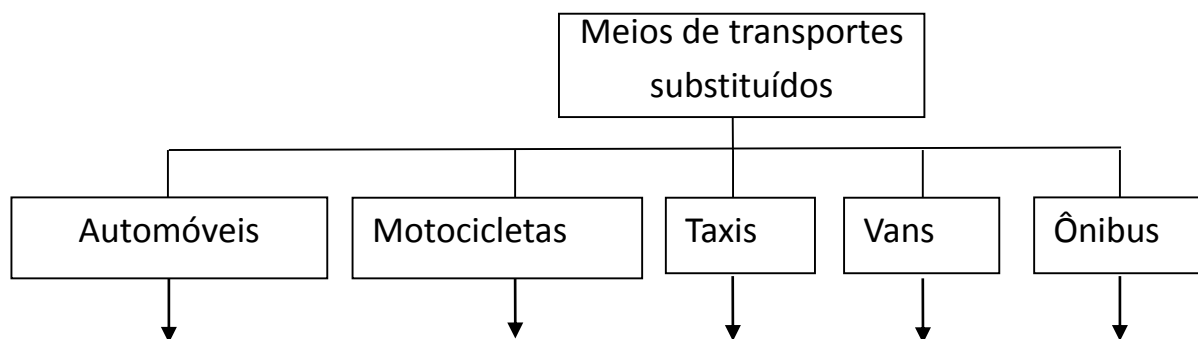 Meios de transportes
substituídos
Automóveis
Motocicletas
Taxis
Vans
Ônibus